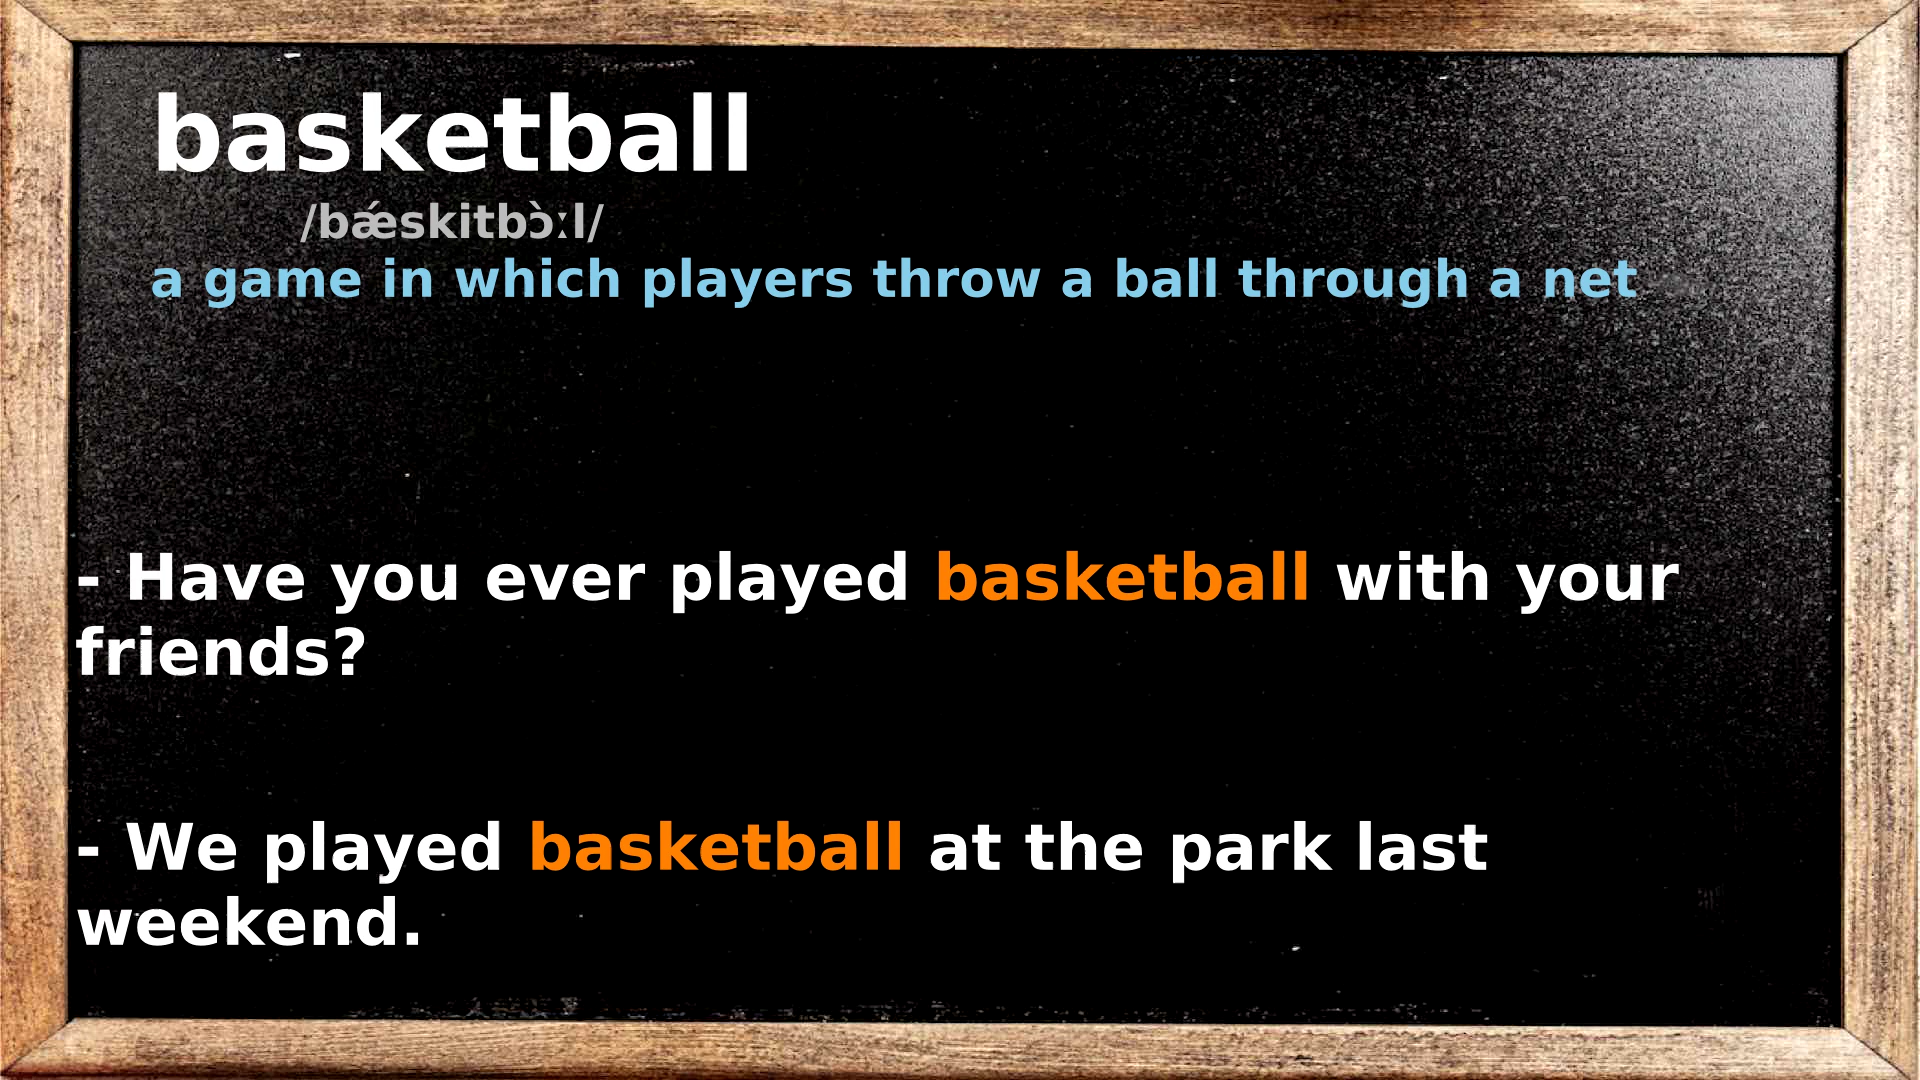 basketball
/bǽskitbɔ̀ːl/
a game in which players throw a ball through a net
- Have you ever played basketball with your
friends?
- We played basketball at the park last
weekend.